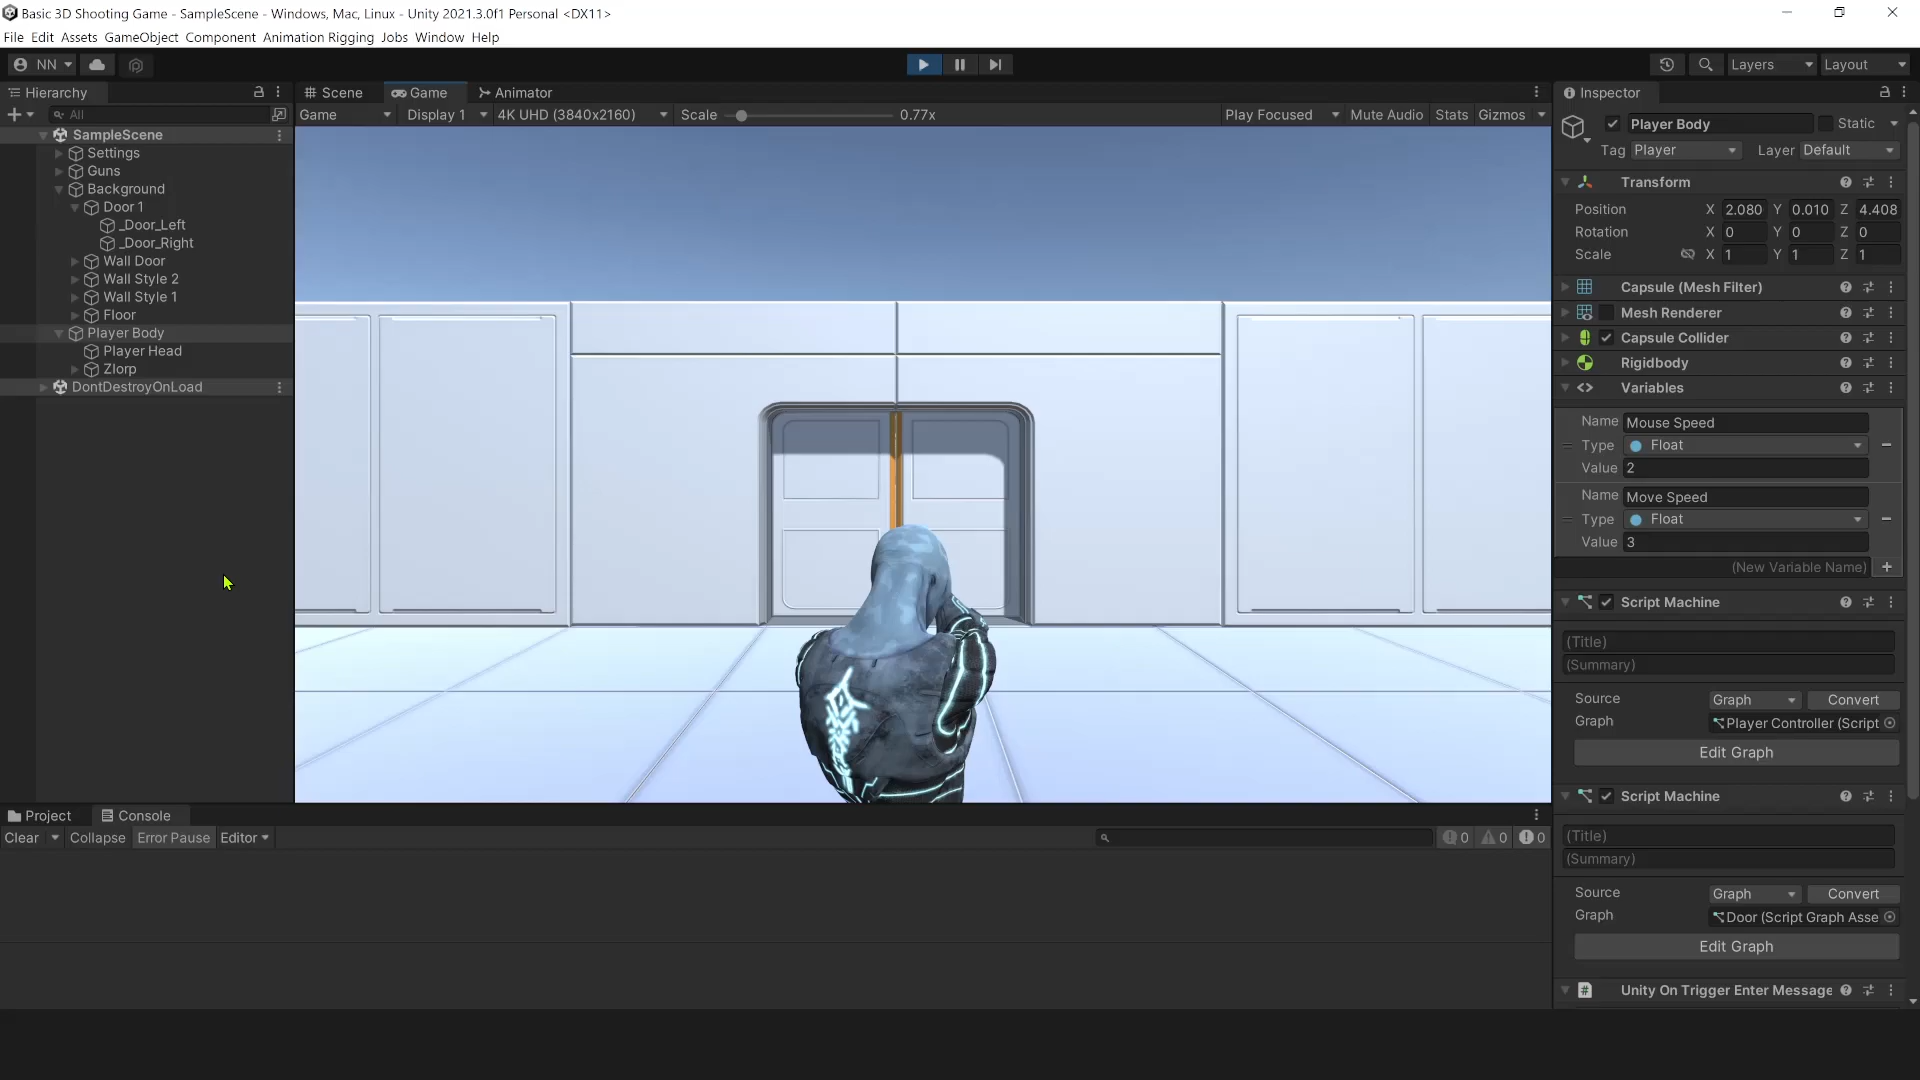 Basic 3D Shooting Game - SampleScene - Windows, Mac, Linux - Unity 2021.3.0f1 Personal <DX11>
File Edit Assets GameObject Component Animation Rigging Jobs Window Help
NN
Layers
Layout
Hierarchy
All
SampleScene
Settings
Guns
Background
Door 1
_Door_Left
_Door_Right
Wall Door
Wall Style 2
Wall Style 1
Floor
Player Body
Player Head
Zlorp
DontDestroyOnLoad
Scene
Game
Animator
Game Display 1 4K UHD (3840x2160) Scale 0.77x Play Focused Mute Audio Stats Gizmos
Inspector
Player Body Static
Tag Player Layer Default
Transform
Position X 2.080 Y 0.010 Z 4.408
Rotation X 0 Y 0 Z 0
Scale X 1 Y 1 Z 1
Capsule (Mesh Filter)
Mesh Renderer
Capsule Collider
Rigidbody
Variables
Name Mouse Speed
Type Float
Value 2
Name Move Speed
Type Float
Value 3
(New Variable Name)
Script Machine
(Title)
(Summary)
Source Graph Convert
Graph Player Controller (Script
Edit Graph
Script Machine
(Title)
(Summary)
Source Graph Convert
Graph Door (Script Graph Asse
Edit Graph
# Unity On Trigger Enter Message
Project
Console
Clear Collapse Error Pause Editor
0 0 0